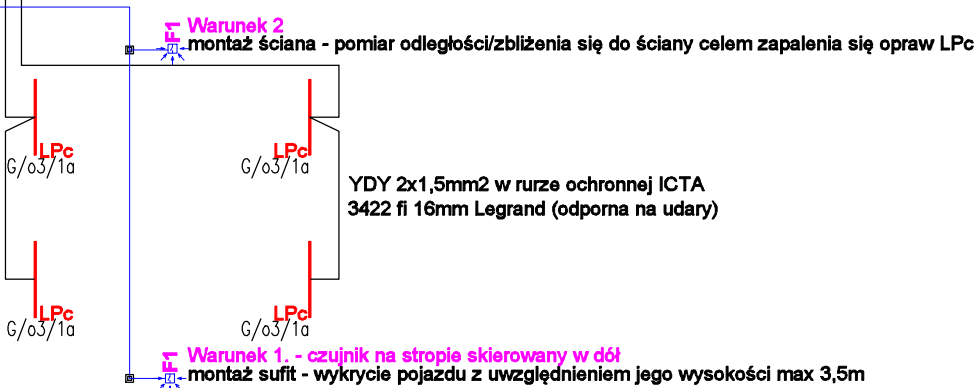 F1
Warunek 2
montaż ściana - pomiar odległości/zbliżenia się do ściany celem zapalenia się opraw LPc
LPc
G/o3/1a
LPc
G/o3/1a
YDY 2x1,5mm2 w rurze ochronnej ICTA
3422 fi 16mm Legrand (odporna na udary)
LPc
G/o3/1a
LPc
G/o3/1a
F1
Warunek 1. - czujnik na stropie skierowany w dół
montaż sufit - wykrycie pojazdu z uwzględnieniem jego wysokości max 3,5m